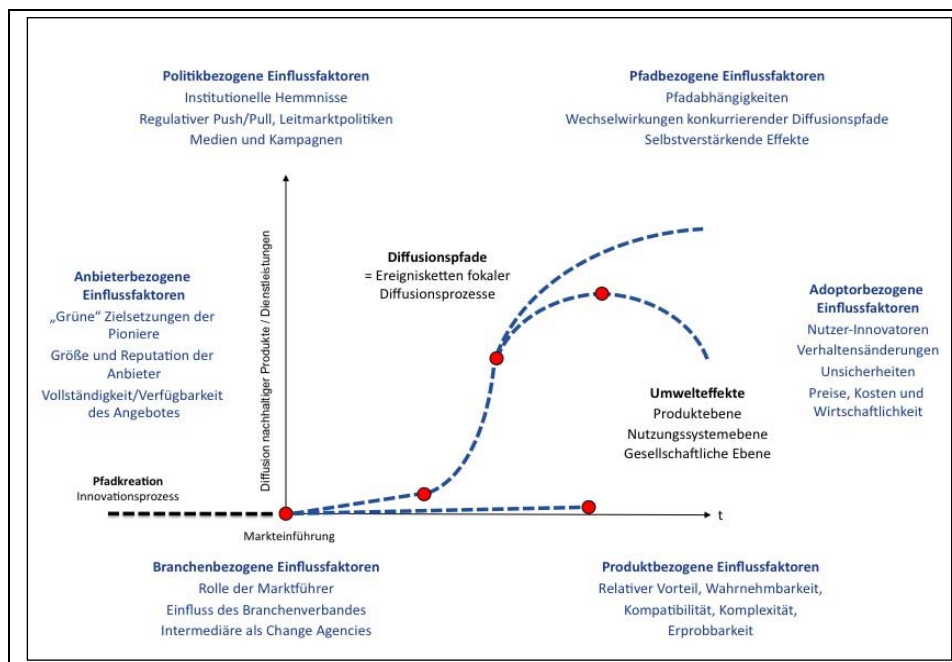 Politikbezogene Einflussfaktoren
Institutionelle Hemmnisse
Regulativer Push/Pull, Leitmarktpolitiken
Medien und Kampagnen
Pfadbezogene Einflussfaktoren
Pfadabhängigkeiten
Wechselwirkungen konkurrierender Diffusionspfade
Selbstverstärkende Effekte
Anbieterbezogene
Einflussfaktoren
„Grüne“ Zielsetzungen der
Pioniere
Größe und Reputation der
Anbieter
Vollständigkeit/Verfügbarkeit
des Angebotes
Diffusion nachhaltiger Produkte / Dienstleistungen
Diffusionspfade
= Ereignisketten fokaler
Diffusionsprozesse
Adoptorbezogene
Einflussfaktoren
Nutzer-Innovatoren
Verhaltensänderungen
Unsicherheiten
Preise, Kosten und
Wirtschaftlichkeit
Umwelteffekte
Produktebene
Nutzungssystemebene
Gesellschaftliche Ebene
Pfadkreation
Innovationsprozess
Markteinführung
t
Branchenbezogene Einflussfaktoren
Rolle der Marktführer
Einfluss des Branchenverbandes
Intermediäre als Change Agencies
Produktbezogene Einflussfaktoren
Relativer Vorteil, Wahrnehmbarkeit,
Kompatibilität, Komplexität,
Erprobbarkeit